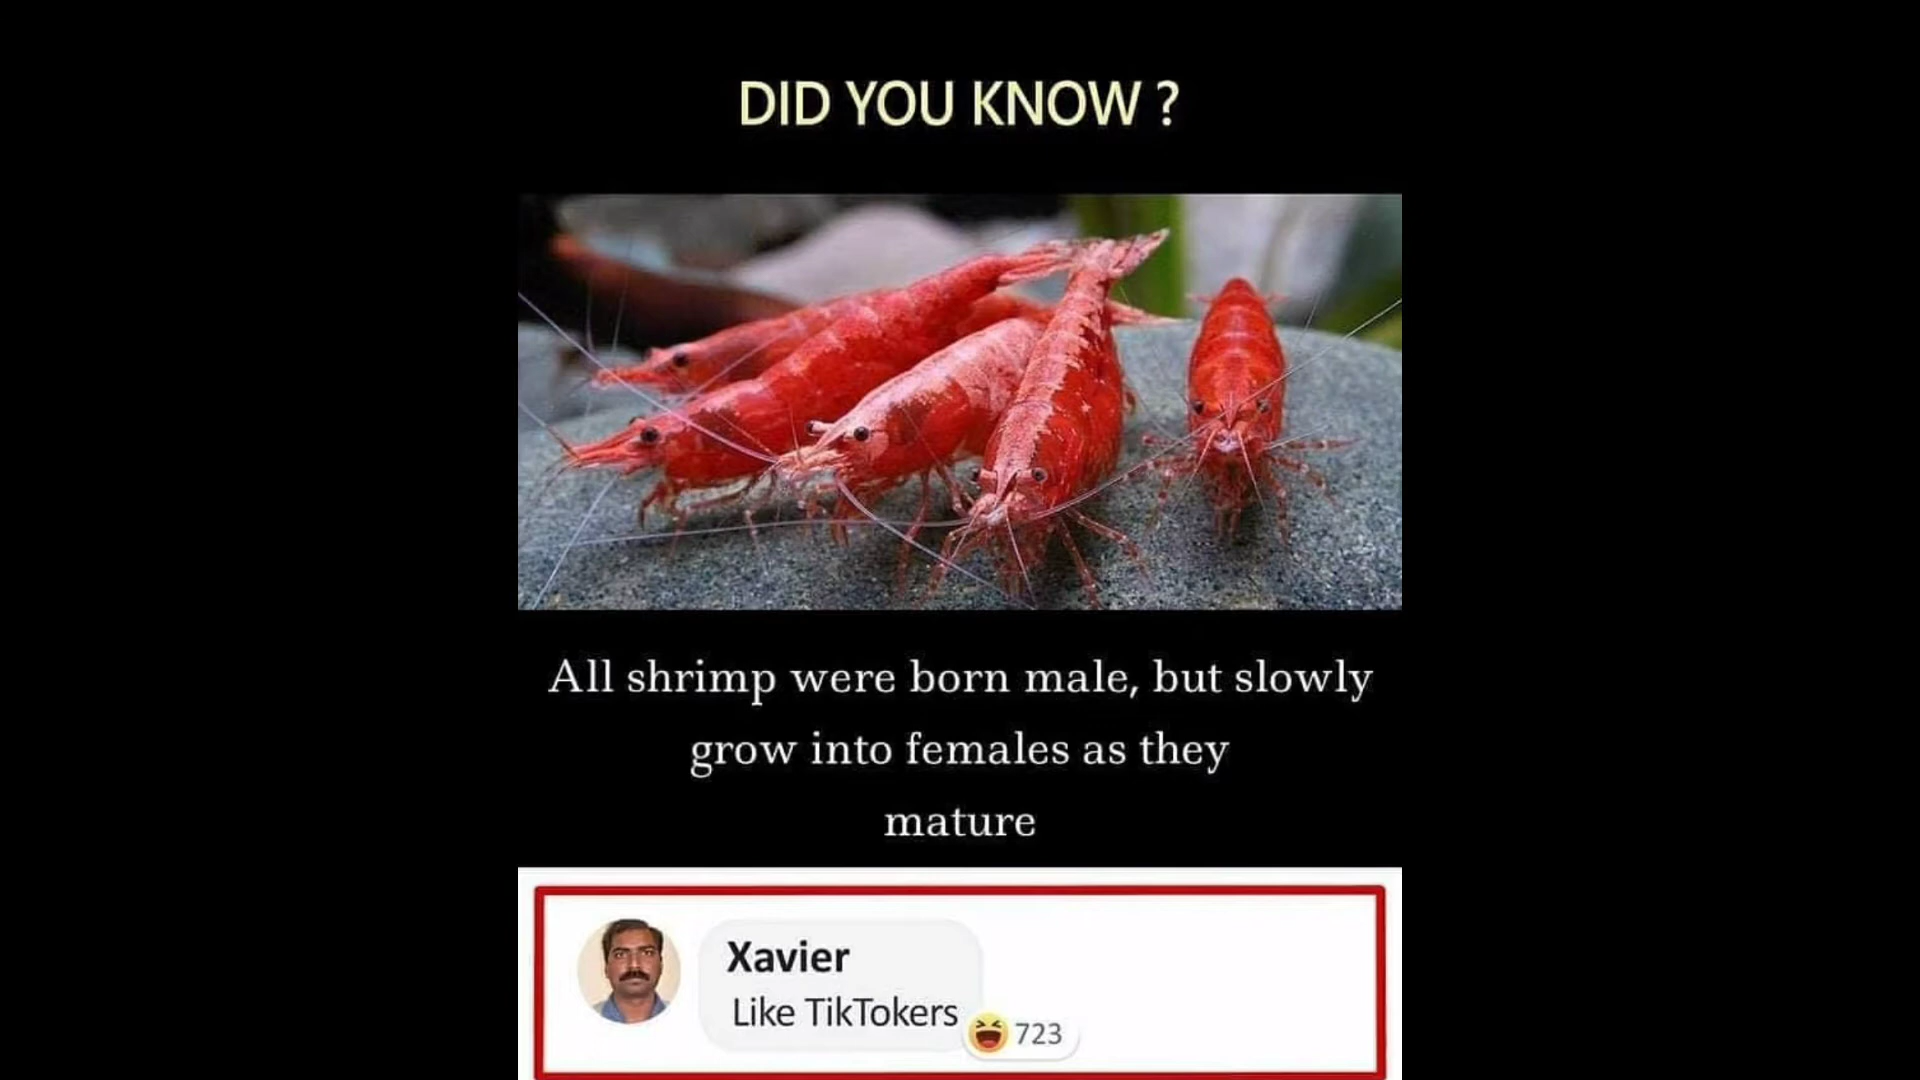 DID YOU KNOW ?
All shrimp were born male, but slowly
grow into females as they
mature
Xavier
Like TikTokers
723